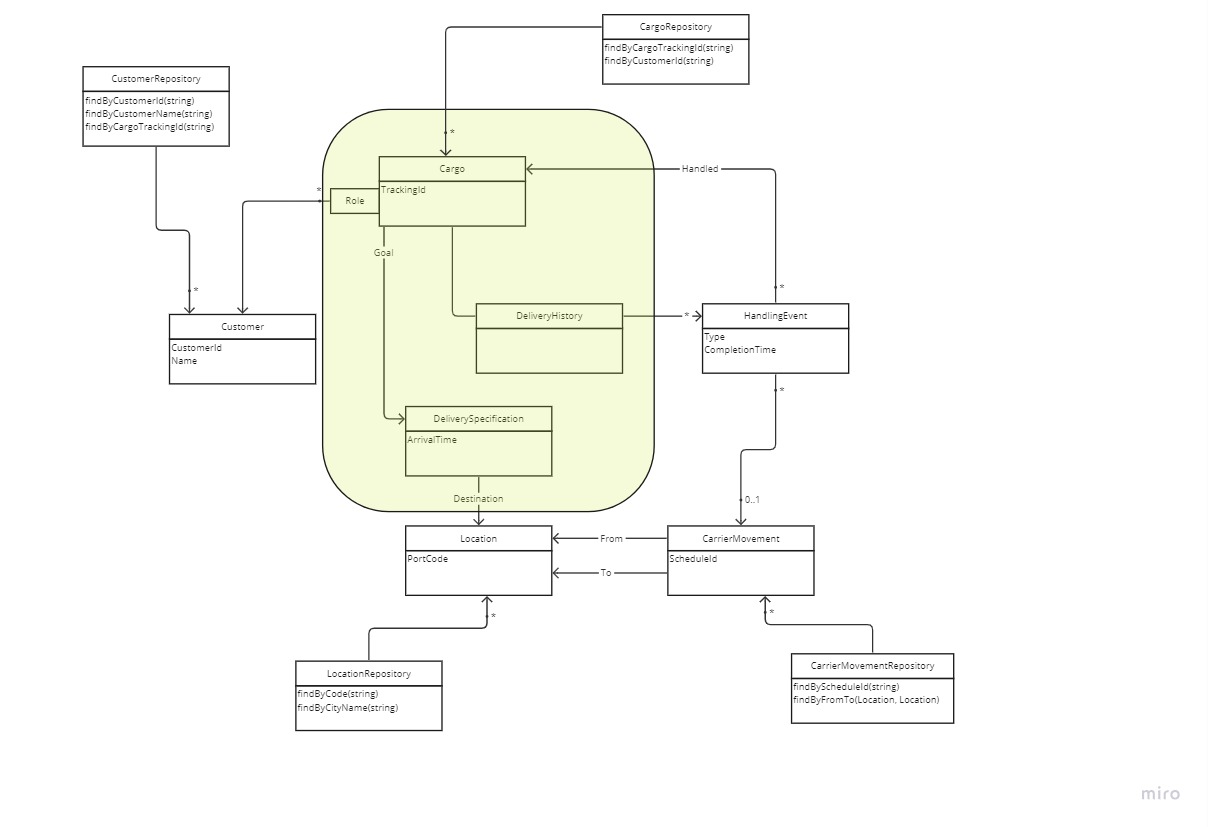 CargoRepository
findByCargoTrackingId(string)
findByCustomerId(string)
CustomerRepository
findByCustomerId(string)
findByCustomerName(string)
findByCargoTrackingId(string)
*
Cargo
TrackingId
Handled
*
Role
Goal
*
*
DeliveryHistory
*
HandlingEvent
Type
CompletionTime
Customer
CustomerId
Name
*
DeliverySpecification
ArrivalTime
Destination
0..1
Location
PortCode
From
To
CarrierMovement
ScheduleId
*
*
LocationRepository
findByCode(string)
findByCityName(string)
CarrierMovementRepository
findByScheduleId(string)
findByFromTo(Location, Location)
miro